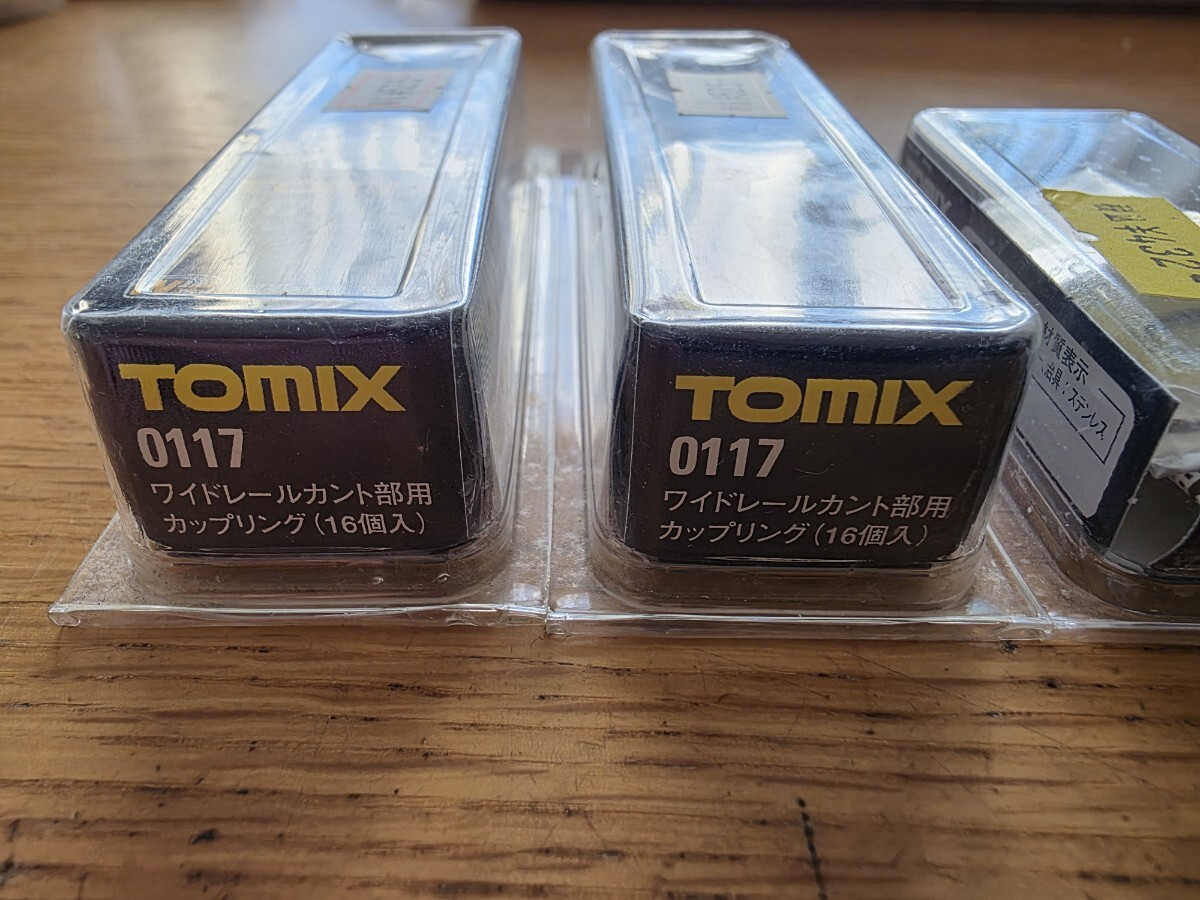 TOMIX
0117
ワイドレールカント部用
カップリング(16個入)
TOMIX
0117
ワイドレールカント部用
カップリング(16個入)
材質表示
治具:ステンレス